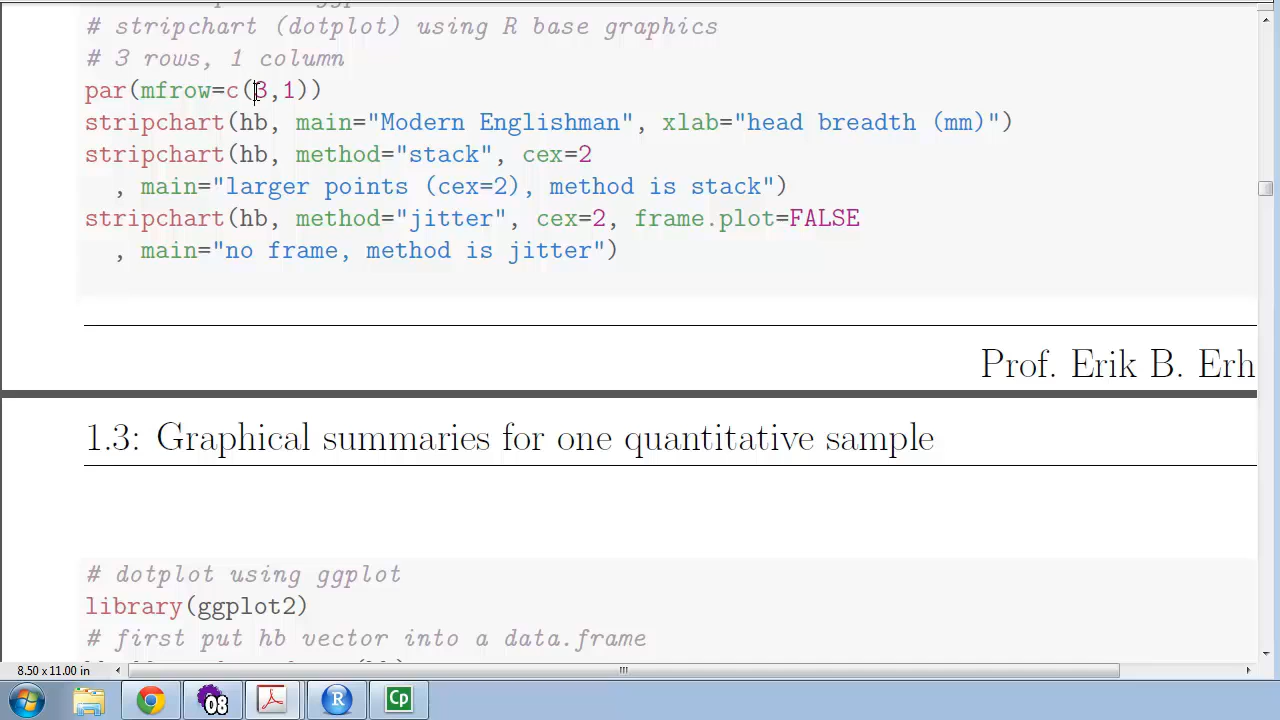 # stripchart (dotplot) using R base graphics
# 3 rows, 1 column
par(mfrow=c(3,1))
stripchart(hb, main="Modern Englishman", xlab="head breadth (mm)")
stripchart(hb, method="stack", cex=2
, main="larger points (cex=2), method is stack")
stripchart(hb, method="jitter", cex=2, frame.plot=FALSE
, main="no frame, method is jitter")
Prof. Erik B. Erh
1.3: Graphical summaries for one quantitative sample
# dotplot using ggplot
library(ggplot2)
# first put hb vector into a data.frame
8.50 x 11.00 in
08
R
Cp